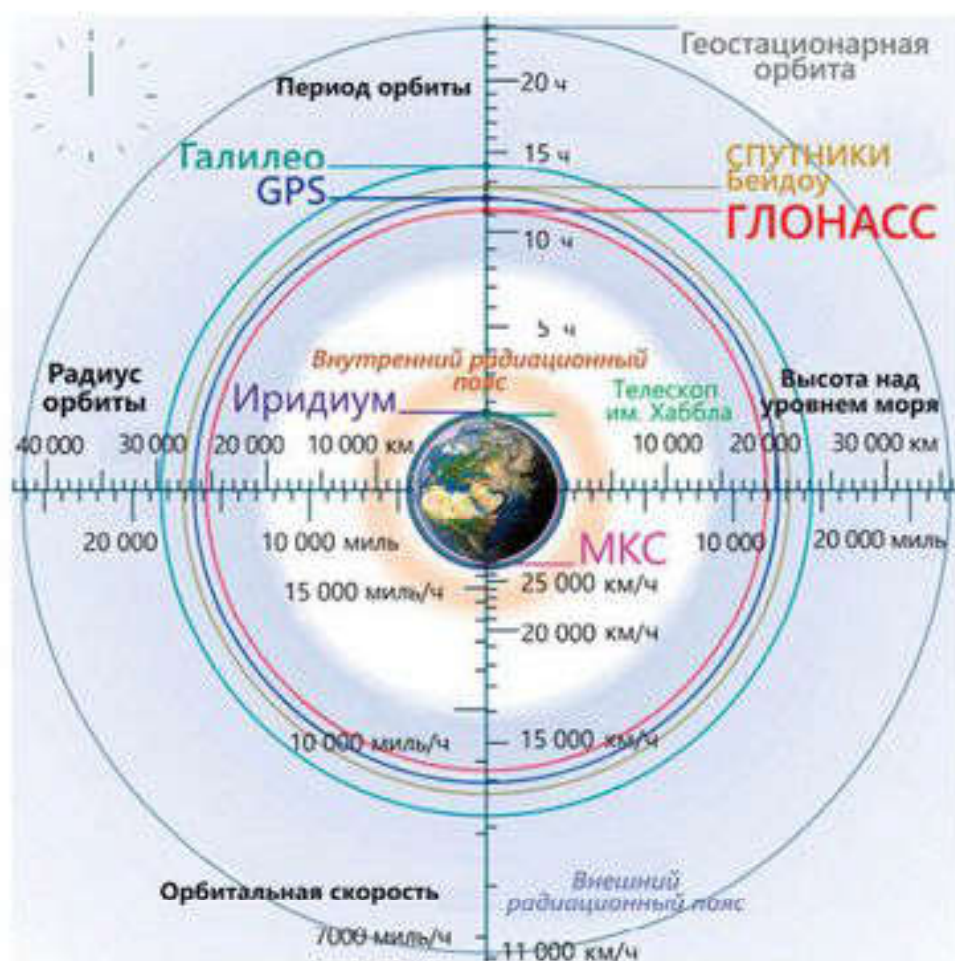 Геостационарная
орбита
Период орбиты
20 ч
Галилео
15 ч
СПУТНИКИ
Бейдоу
GPS
ГЛОНАСС
10 ч
5 ч
Внутренний радиационный
пояс
Радиус
орбиты
Иридиум
Телескоп
им. Хаббла
Высота над
уровнем моря
40 000
30 000
20 000
10 000 км
10 000
20 000
30 000 км
20 000
10 000 миль
10 000
20 000 миль
МКС
15 000 миль/ч
25 000 км/ч
20 000 км/ч
10 000 миль/ч
15 000 км/ч
Орбитальная скорость
Внешний
радиационный пояс
7000 миль/ч
11 000 км/ч